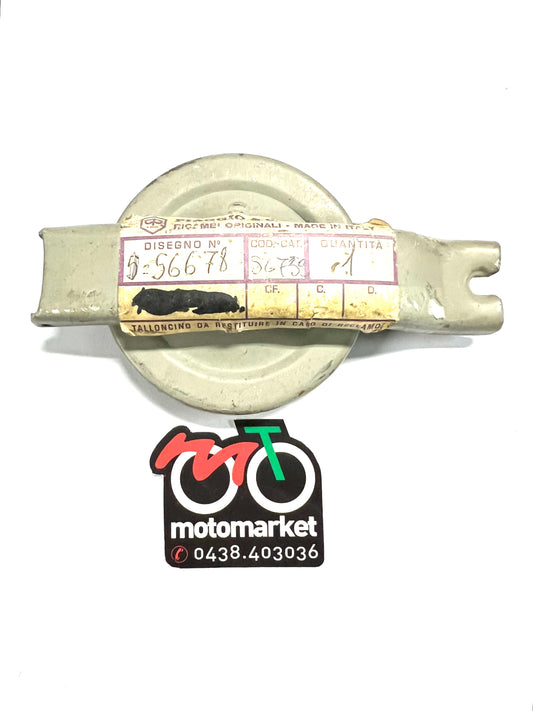 RICAMBI ORIGINALI - MADE IN ITALY
DISEGNO N° COD.-CAT. QUANTITÀ
S-56678 1
CF. C. D.
TALLONCINO DA RESTITUIRE IN CASO DI RECLAMO
MT
motomarket
0438.403036